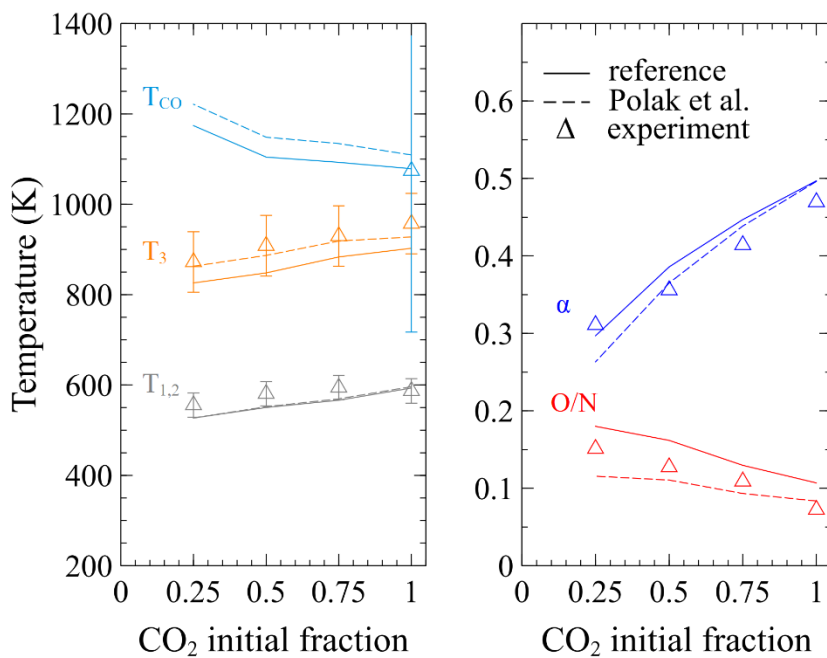 1400
1200
1000
800
600
400
200
Temperature (K)
T_CO
T_3
T_1,2
0
0.25
0.5
0.75
1
CO₂ initial fraction
0.6
0.5
0.4
0.3
0.2
0.1
0
reference
Polak et al.
experiment
α
O/N
0
0.25
0.5
0.75
1
CO₂ initial fraction